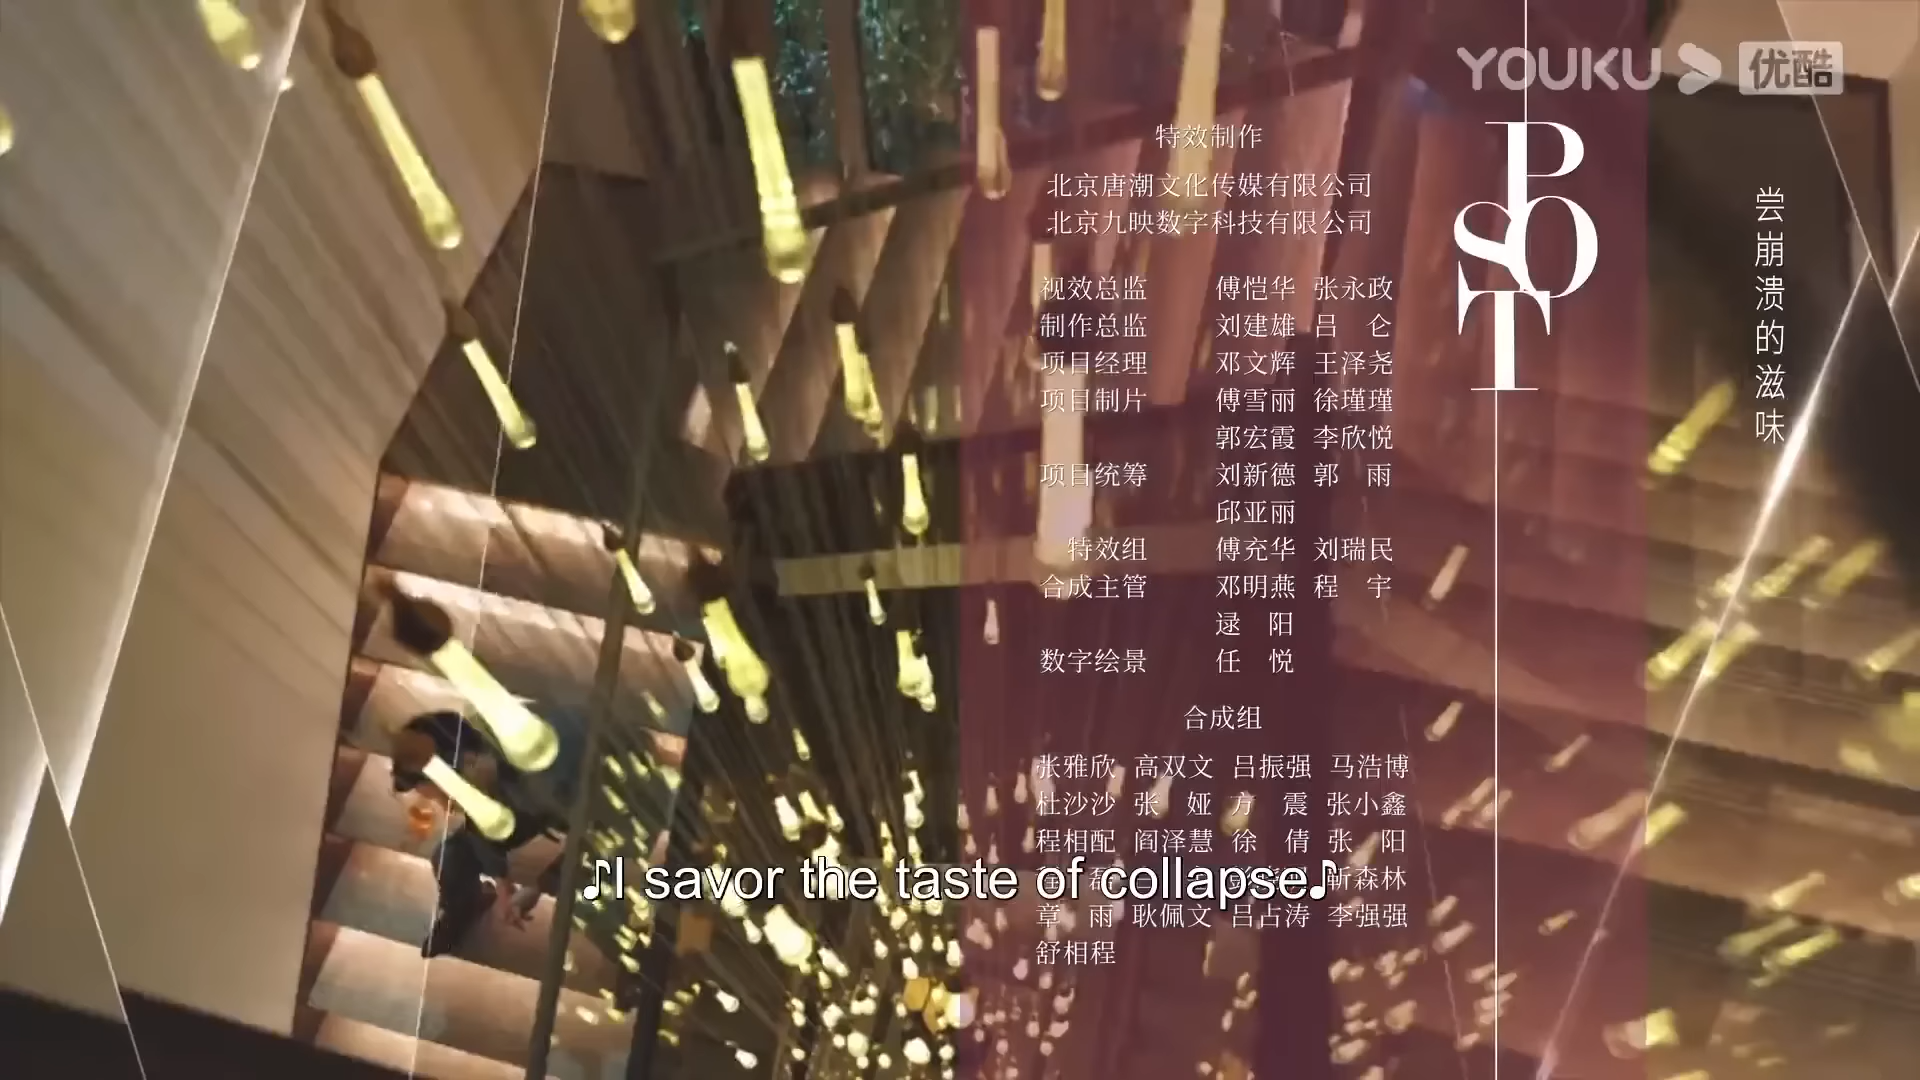 YOUKU 优酷
POST
特效制作
北京唐潮文化传媒有限公司
北京九映数字科技有限公司
视效总监 傅恺华 张永政
制作总监 刘建雄 吕 仑
项目经理 邓文辉 王泽尧
项目制片 傅雪丽 徐瑾瑾
郭宏霞 李欣悦
项目统筹 刘新德 郭 雨
邱亚丽
特效组 傅充华 刘瑞民
合成主管 邓明燕 程 宇
逯 阳
数字绘景 任 悦
合成组
张雅欣 高双文 吕振强 马浩博
杜沙沙 张 娅 方 震 张小鑫
程相配 阎泽慧 徐 倩 张 阳
磊 靳森林
章 雨 耿佩文 吕占涛 李强强
舒相程
尝崩溃的滋味
♪I savor the taste of collapse♪